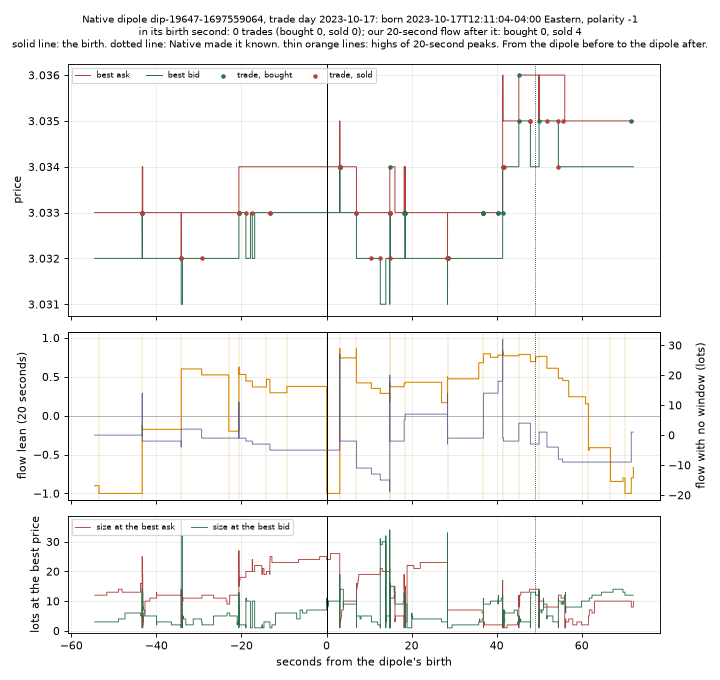 Native dipole dip-19647-1697559064, trade day 2023-10-17: born 2023-10-17T12:11:04-04:00 Eastern, polarity -1
in its birth second: 0 trades (bought 0, sold 0); our 20-second flow after it: bought 0, sold 4
solid line: the birth. dotted line: Native made it known. thin orange lines: highs of 20-second peaks. From the dipole before to the dipole after.
best ask
best bid
trade, bought
trade, sold
3.036
3.035
3.034
3.033
3.032
3.031
price
1.0
0.5
0.0
−0.5
−1.0
flow lean (20 seconds)
30
20
10
0
−10
−20
flow with no window (lots)
size at the best ask
size at the best bid
30
20
10
0
lots at the best price
−60
−40
−20
0
20
40
60
seconds from the dipole's birth